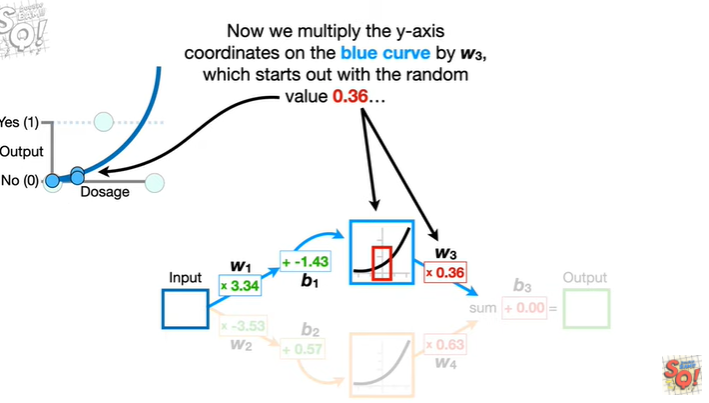 Now we multiply the y-axis
coordinates on the blue curve by w₃,
which starts out with the random
value 0.36…
Yes (1)
Output
No (0)
Dosage
Input
w₁
x 3.34
+ -1.43
b₁
w₃
x 0.36
b₃
Output
sum + 0.00 =
x -3.53
w₂
b₂
+ 0.57
x 0.63
w₄
SQ!